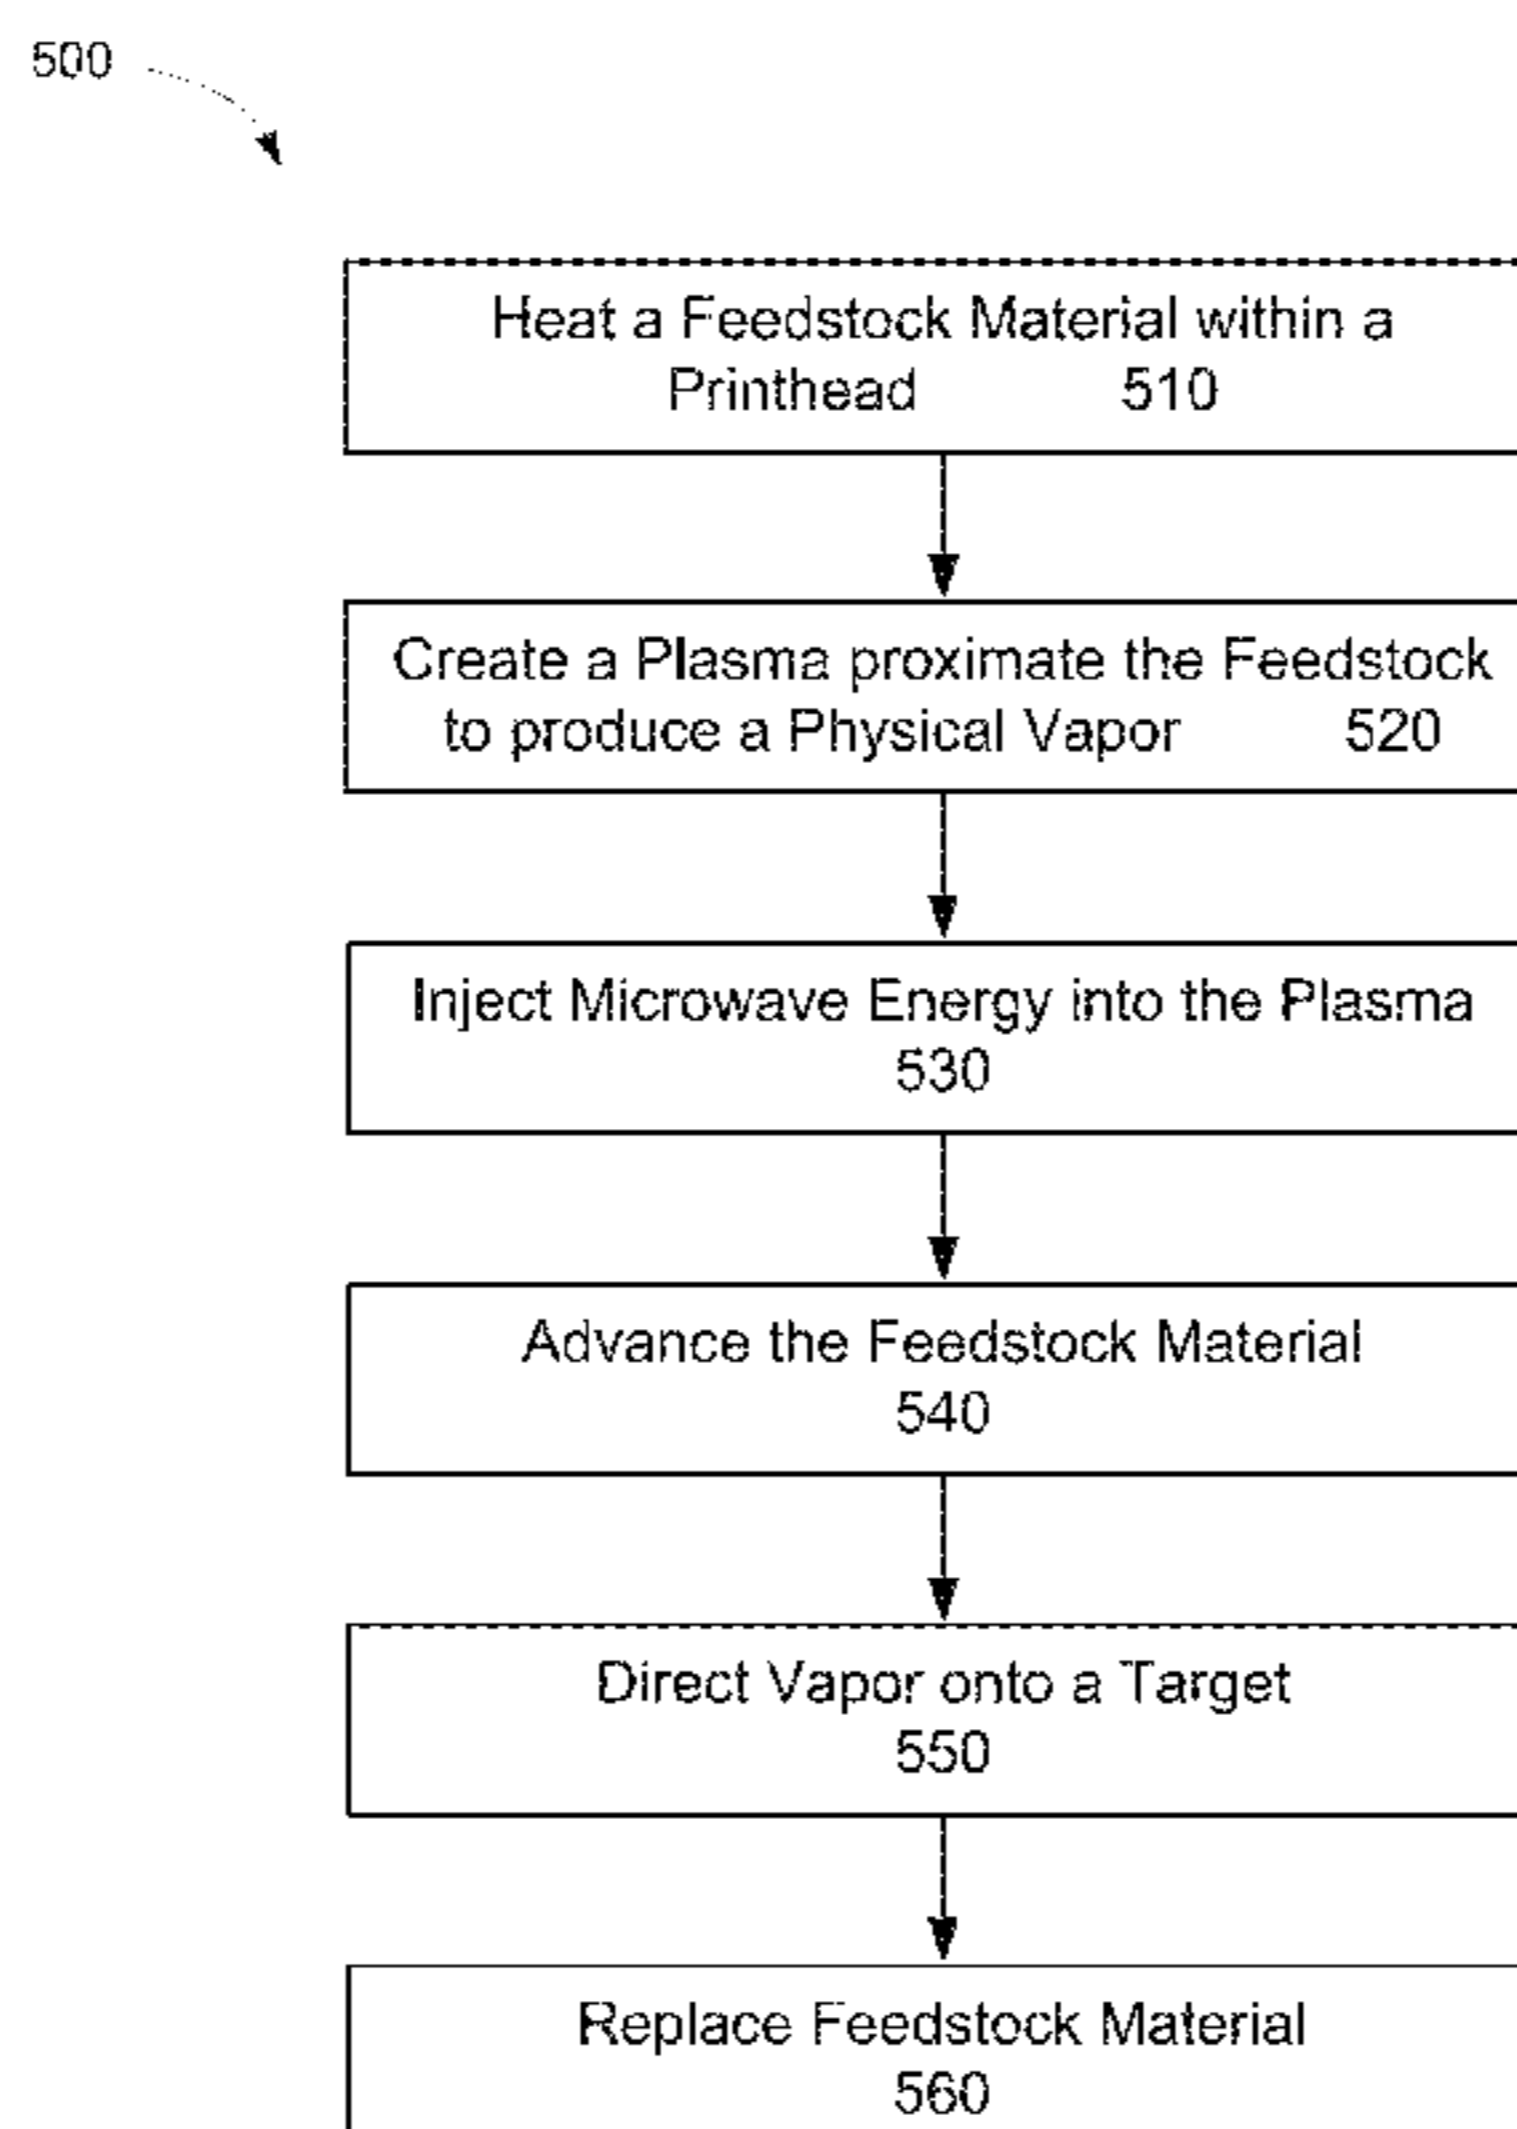 500
Heat a Feedstock Material within a
Printhead 510
Create a Plasma proximate the Feedstock
to produce a Physical Vapor 520
Inject Microwave Energy into the Plasma
530
Advance the Feedstock Material
540
Direct Vapor onto a Target
550
Replace Feedstock Material
560